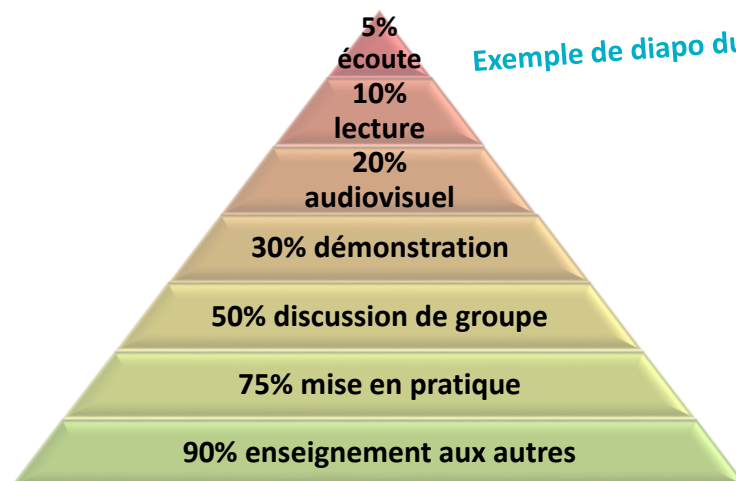 5%
écoute
Exemple de diapo du
10%
lecture
20%
audiovisuel
30% démonstration
50% discussion de groupe
75% mise en pratique
90% enseignement aux autres